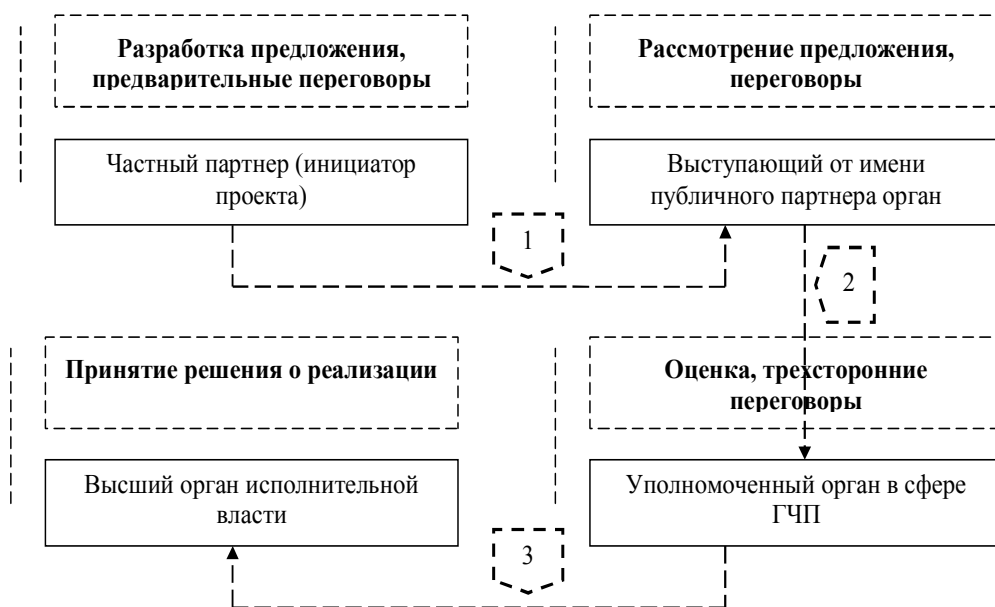 Разработка предложения,
предварительные переговоры
Частный партнер (инициатор
проекта)
Рассмотрение предложения,
переговоры
Выступающий от имени
публичного партнера орган
1
2
Оценка, трехсторонние
переговоры
Уполномоченный орган в сфере
ГЧП
3
Принятие решения о реализации
Высший орган исполнительной
власти